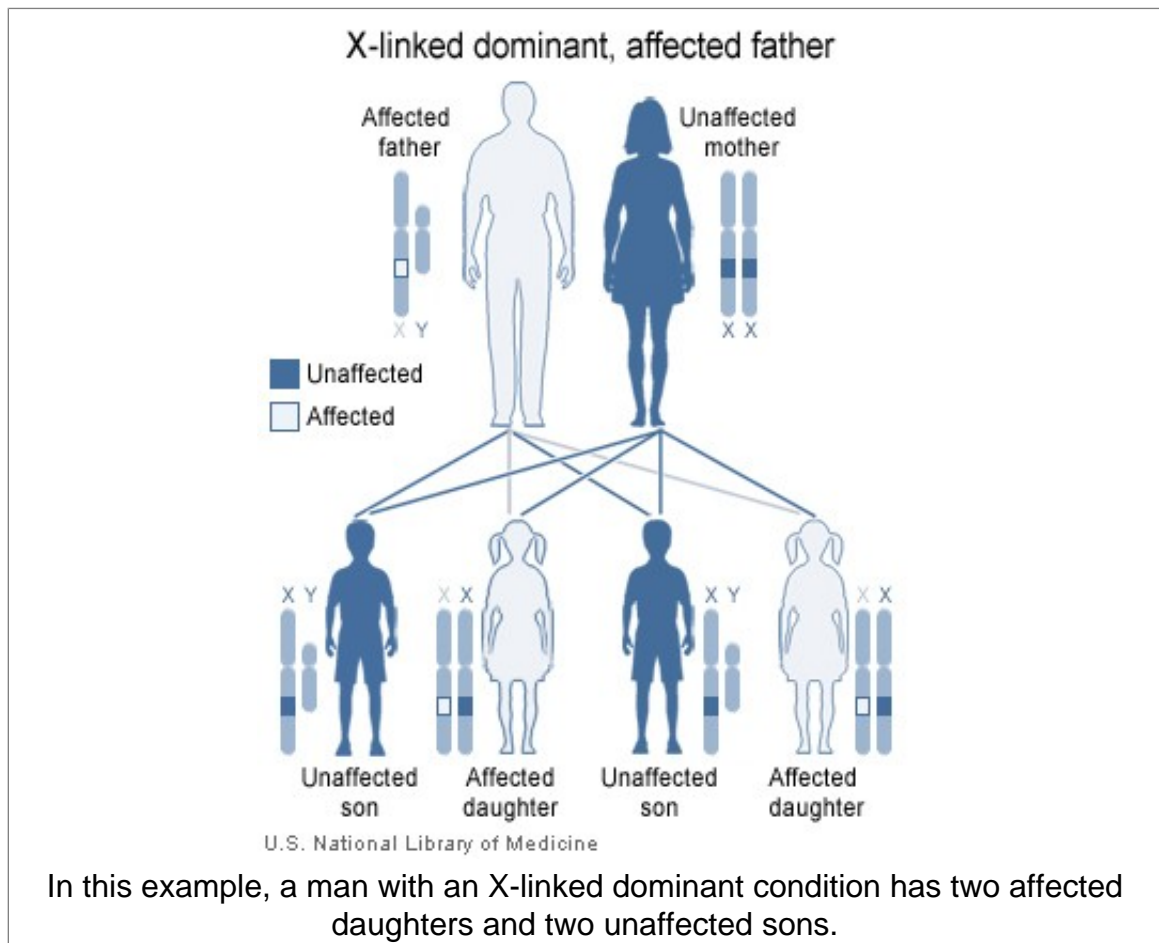 X-linked dominant, affected father
Affected
father
Unaffected
mother
X Y
X X
Unaffected
Affected
X Y
X X
X Y
X X
Unaffected
son
Affected
daughter
Unaffected
son
Affected
daughter
U.S. National Library of Medicine
In this example, a man with an X-linked dominant condition has two affected
daughters and two unaffected sons.